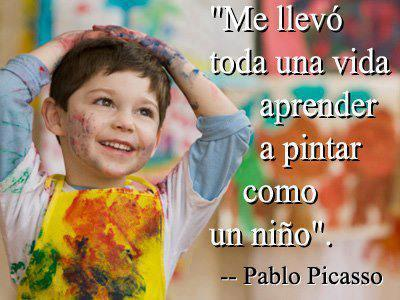 "Me llevó
toda una vida
aprender
a pintar
como
un niño".
-- Pablo Picasso